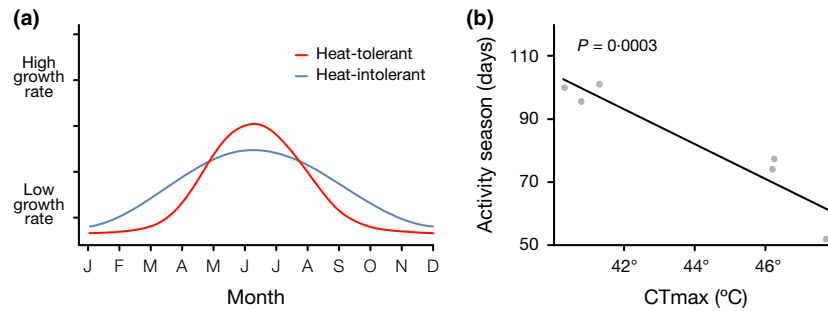 (a)
High
growth
rate
Low
growth
rate
Heat-tolerant
Heat-intolerant
J F M A M J J A S O N D
Month
(b)
P = 0·0003
Activity season (days)
110
90
70
50
42° 44° 46°
CTmax (ºC)